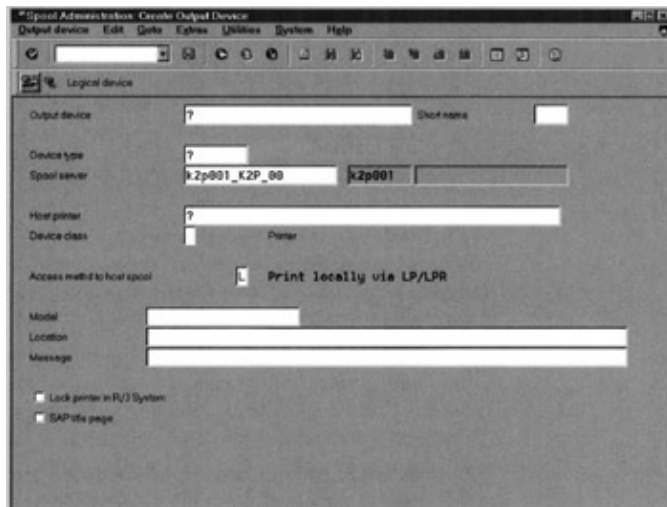 Spool Administration: Create Output Device
Output device Edit Goto Extras Utilities System Help
Logical device
Output device ? Short name
Device type ?
Spool server k2p001_K2P_00 k2p001
Host printer ?
Device class Printer
Access methd to host spool L Print locally via LP/LPR
Model
Location
Message
Lock printer in R/3 System
SAP title page